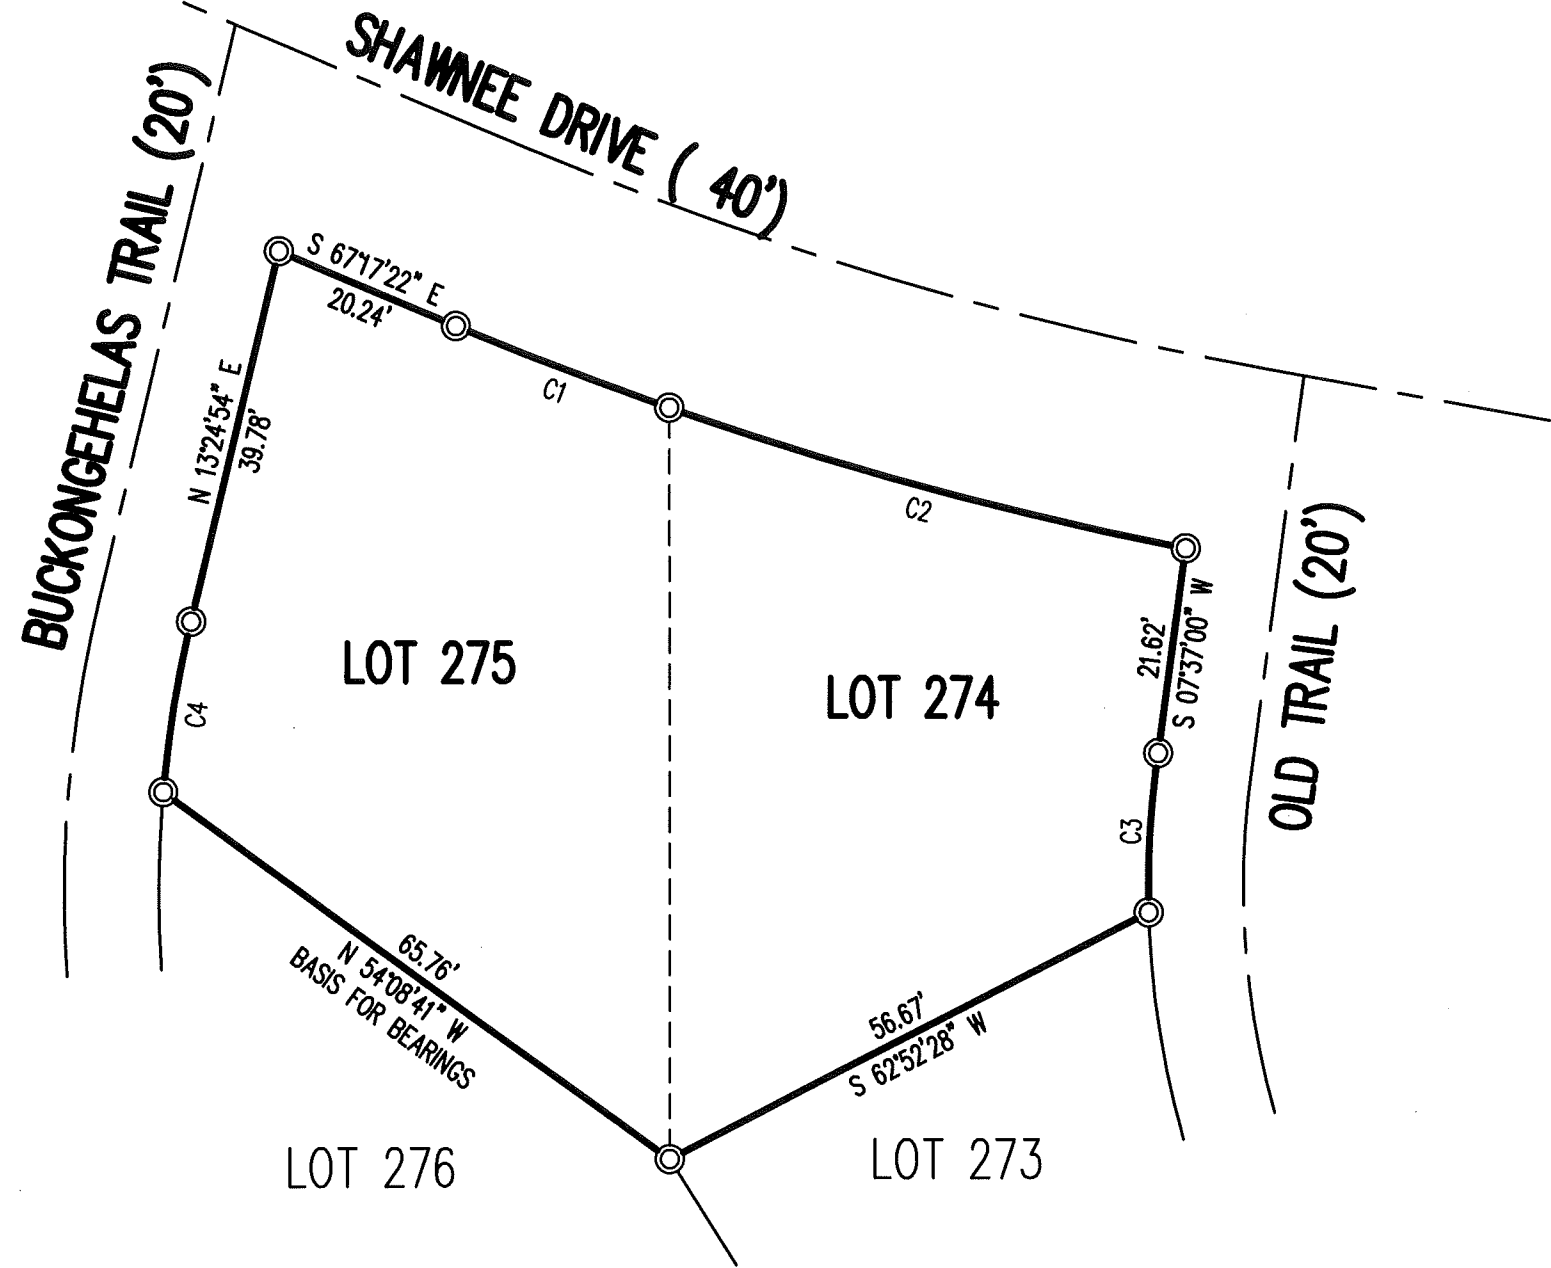 SHAWNEE DRIVE ( 40')
BUCKONGEHELAS TRAIL (20')
S 67°17'22" E
20.24'
C1
N 13°24'54" E
39.78'
C2
21.62'
S 07°37'00" W
OLD TRAIL (20')
LOT 275
LOT 274
C4
C3
65.76'
N 54°08'41" W
BASIS FOR BEARINGS
56.67'
S 62°52'28" W
LOT 276
LOT 273